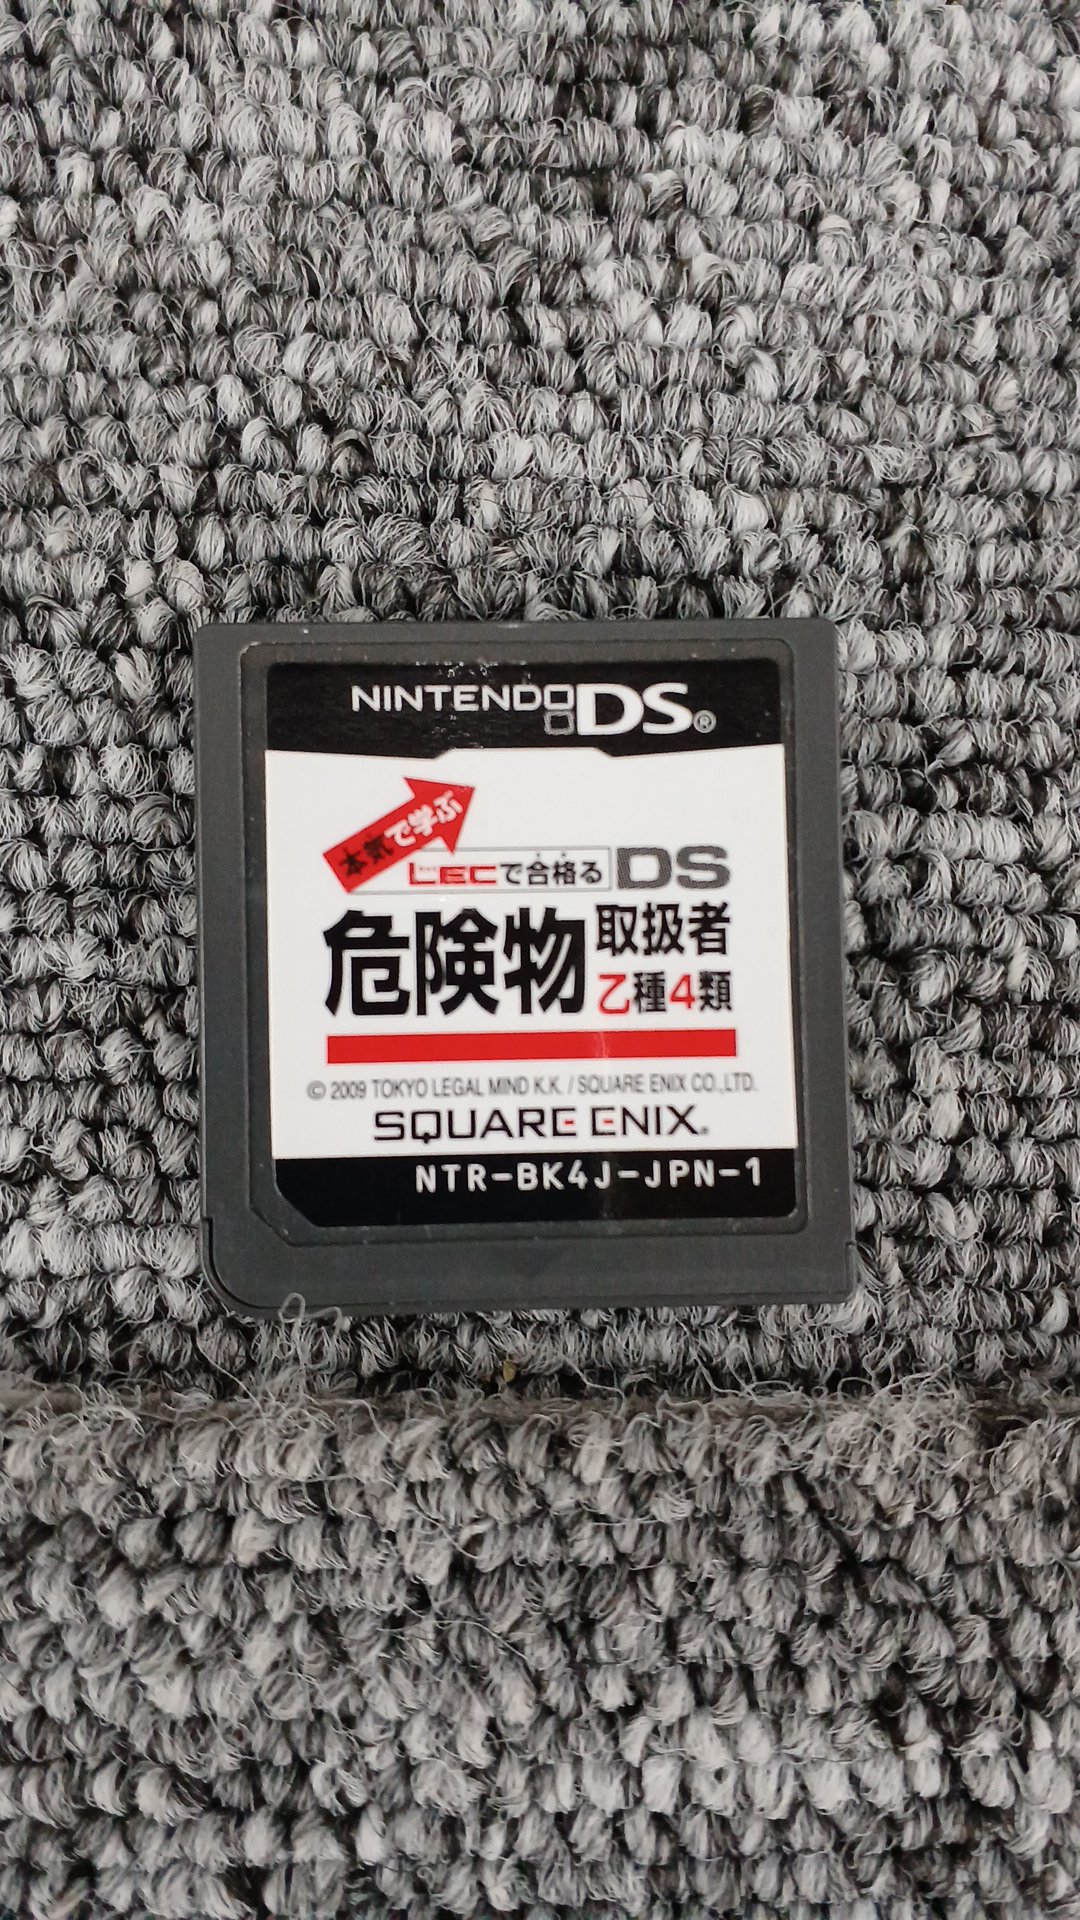 NINTENDO DS®
本気で学ぶ
LECで合格る DS
危険物取扱者
乙種4類
© 2009 TOKYO LEGAL MIND K.K. / SQUARE ENIX CO.,LTD.
SQUARE ENIX.
NTR-BK4J-JPN-1